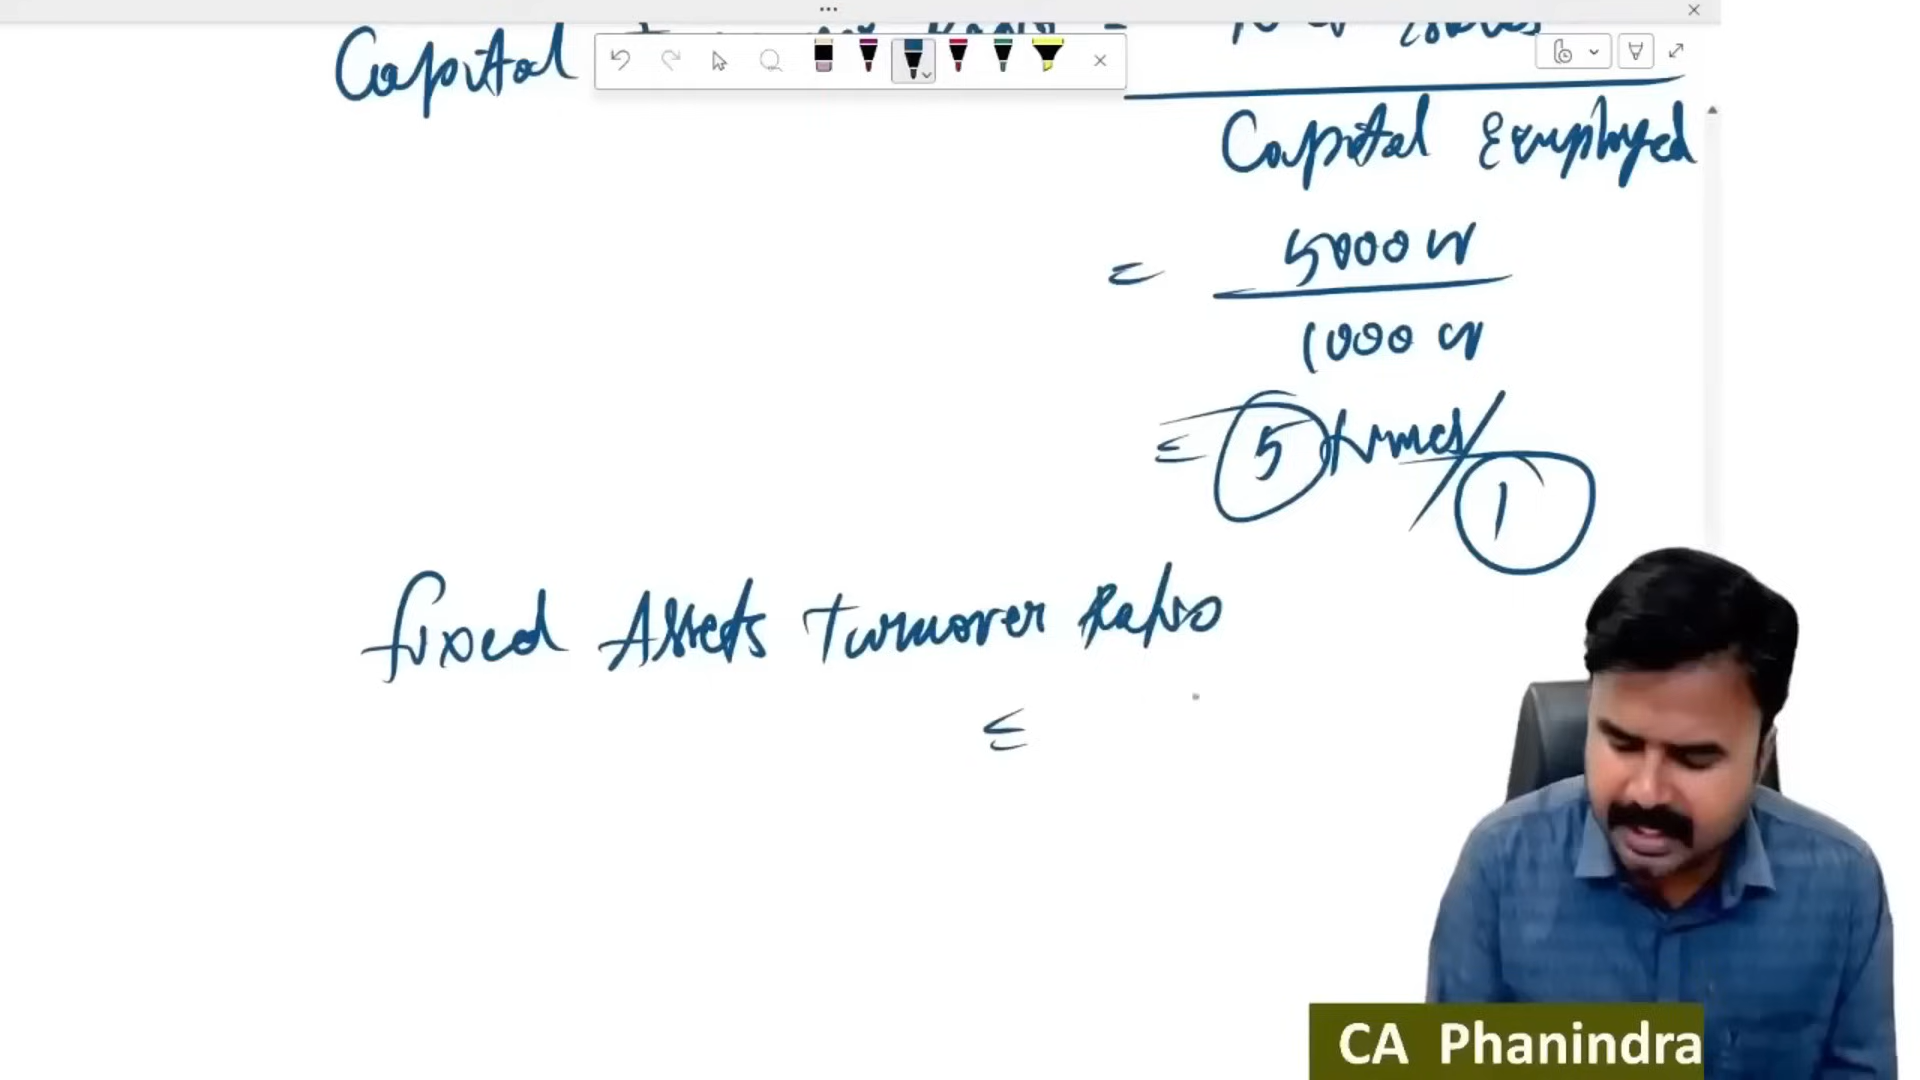 Capital
Capital Employed
= 5000 cr
1000 cr
= 5 times/
1
Fixed Assets Turnover Ratio
=
CA Phanindra